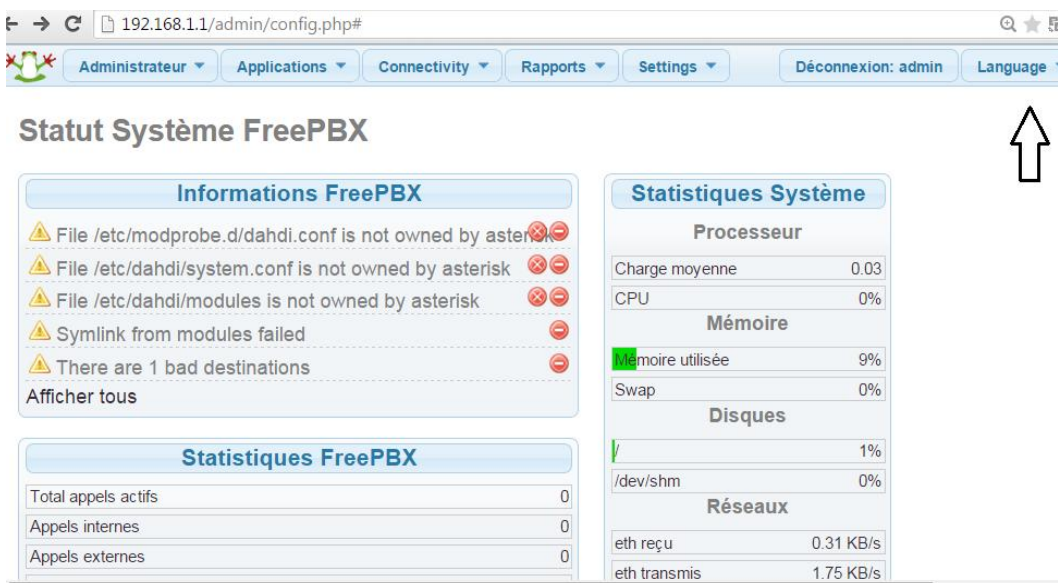 192.168.1.1/admin/config.php#
Administrateur Applications Connectivity Rapports Settings Déconnexion: admin Language
Statut Système FreePBX
Informations FreePBX
File /etc/modprobe.d/dahdi.conf is not owned by asterisk
File /etc/dahdi/system.conf is not owned by asterisk
File /etc/dahdi/modules is not owned by asterisk
Symlink from modules failed
There are 1 bad destinations
Afficher tous
Statistiques FreePBX
Total appels actifs 0
Appels internes 0
Appels externes 0
Statistiques Système
Processeur
Charge moyenne 0.03
CPU 0%
Mémoire
Mémoire utilisée 9%
Swap 0%
Disques
/ 1%
/dev/shm 0%
Réseaux
eth reçu 0.31 KB/s
eth transmis 1.75 KB/s